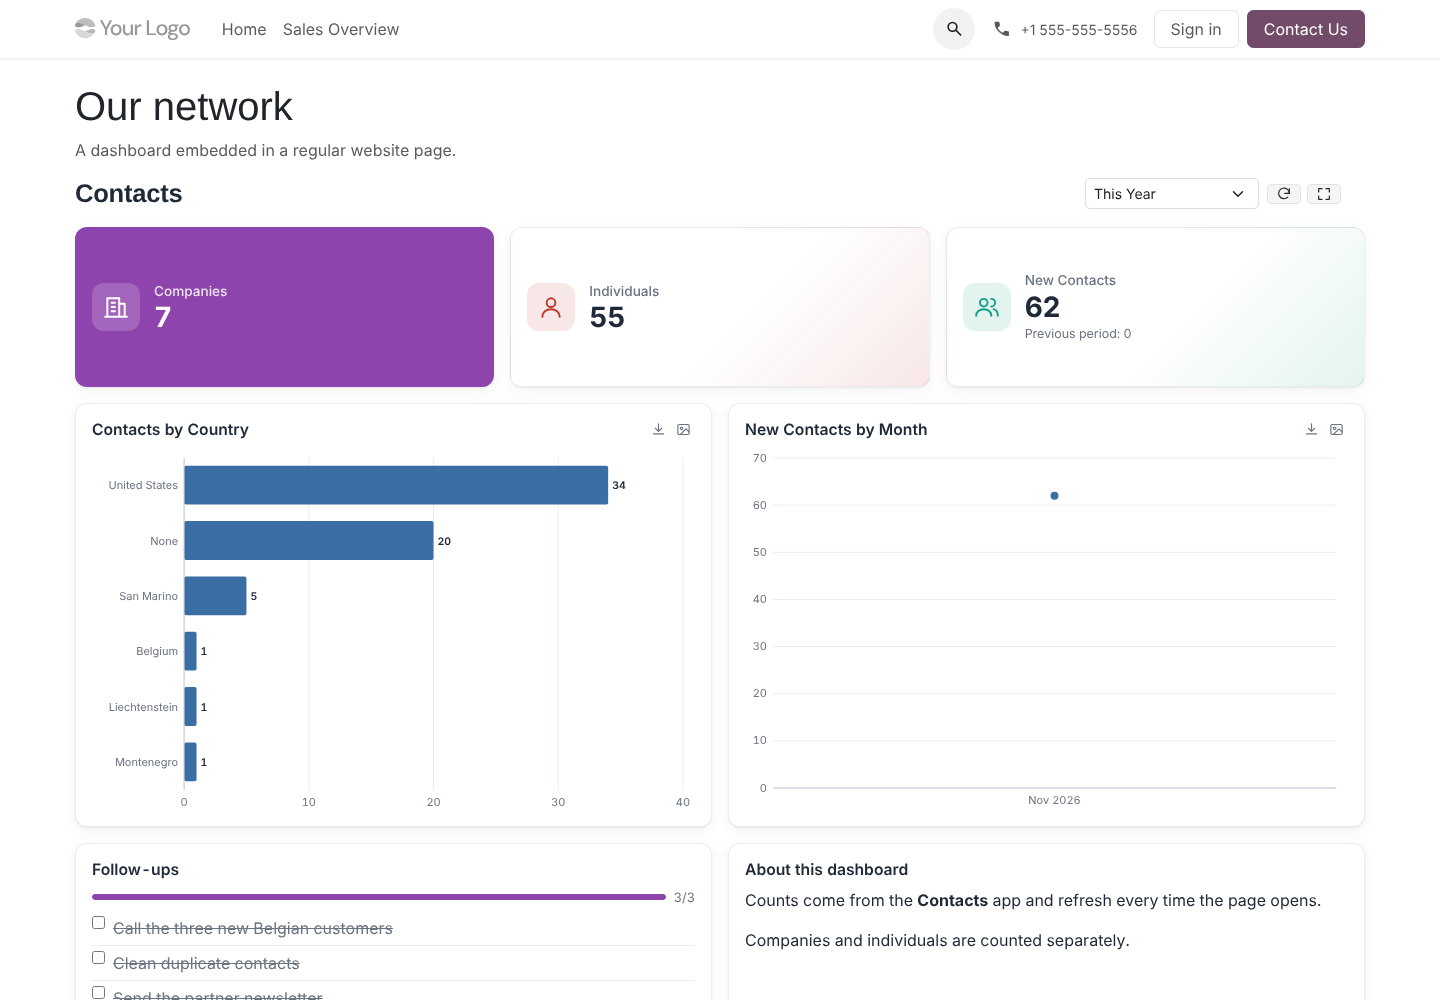 Your Logo
Home
Sales Overview
+1 555-555-5556
Sign in
Contact Us
Our network
A dashboard embedded in a regular website page.
Contacts
This Year
Companies
7
Individuals
55
New Contacts
62
Previous period: 0
Contacts by Country
United States
34
None
20
San Marino
5
Belgium
1
Liechtenstein
1
Montenegro
1
0
10
20
30
40
New Contacts by Month
70
60
50
40
30
20
10
0
Nov 2026
Follow-ups
3/3
Call the three new Belgian customers
Clean duplicate contacts
Send the partner newsletter
About this dashboard
Counts come from the Contacts app and refresh every time the page opens.
Companies and individuals are counted separately.